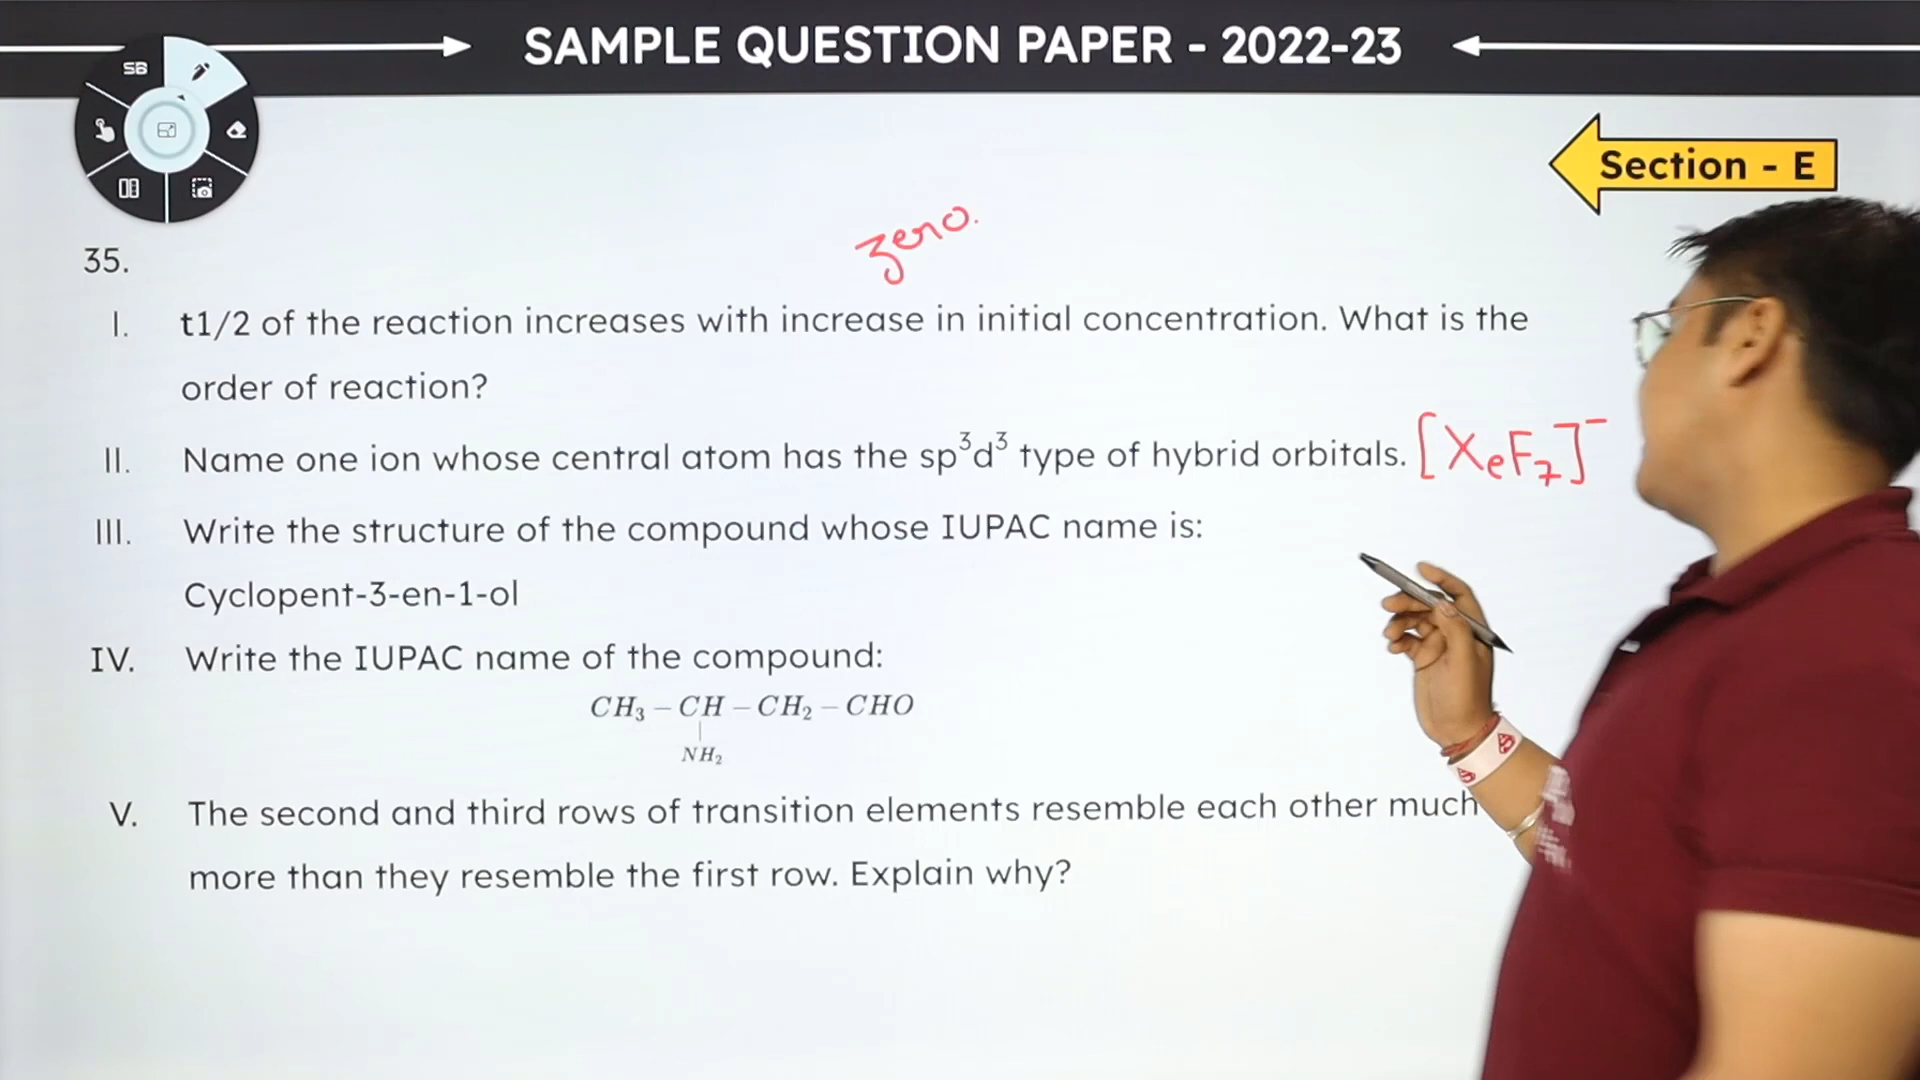 SAMPLE QUESTION PAPER - 2022-23
SB
Section - E
zero.
35.
I. t1/2 of the reaction increases with increase in initial concentration. What is the
order of reaction?
II. Name one ion whose central atom has the sp³d³ type of hybrid orbitals. [XeF₇]⁻
III. Write the structure of the compound whose IUPAC name is:
Cyclopent-3-en-1-ol
IV. Write the IUPAC name of the compound:
CH₃ – CH – CH₂ – CHO
|
NH₂
V. The second and third rows of transition elements resemble each other much
more than they resemble the first row. Explain why?